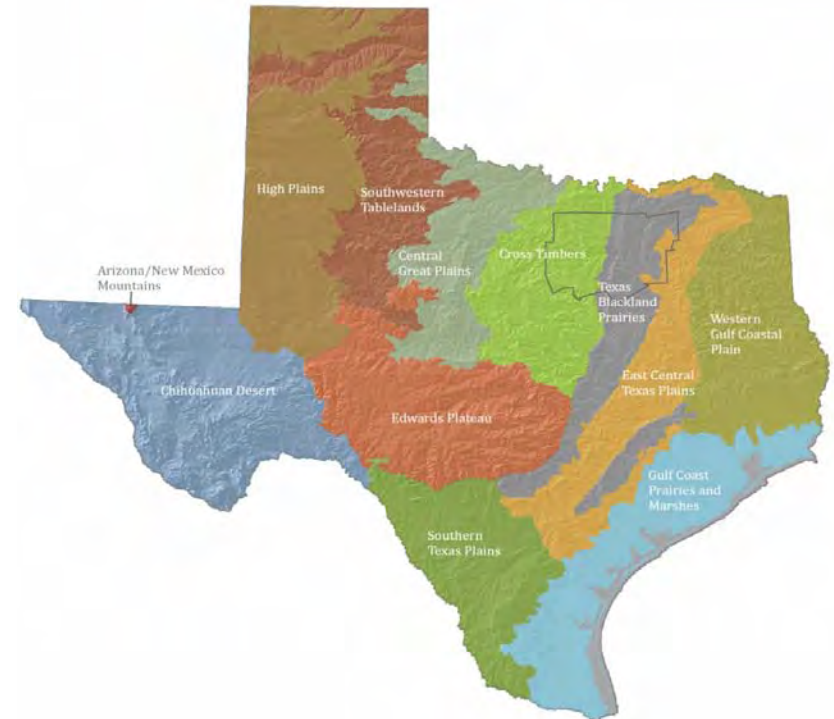 High Plains
Southwestern
Tablelands
Central
Great Plains
Cross Timbers
Arizona/New Mexico
Mountains
Texas
Blackland
Prairies
Western
Gulf Coastal
Plain
Chihuahuan Desert
East Central
Texas Plains
Edwards Plateau
Gulf Coast
Prairies and
Marshes
Southern
Texas Plains